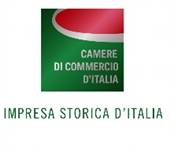 CAMERE
DI COMMERCIO
D'ITALIA
IMPRESA STORICA D'ITALIA